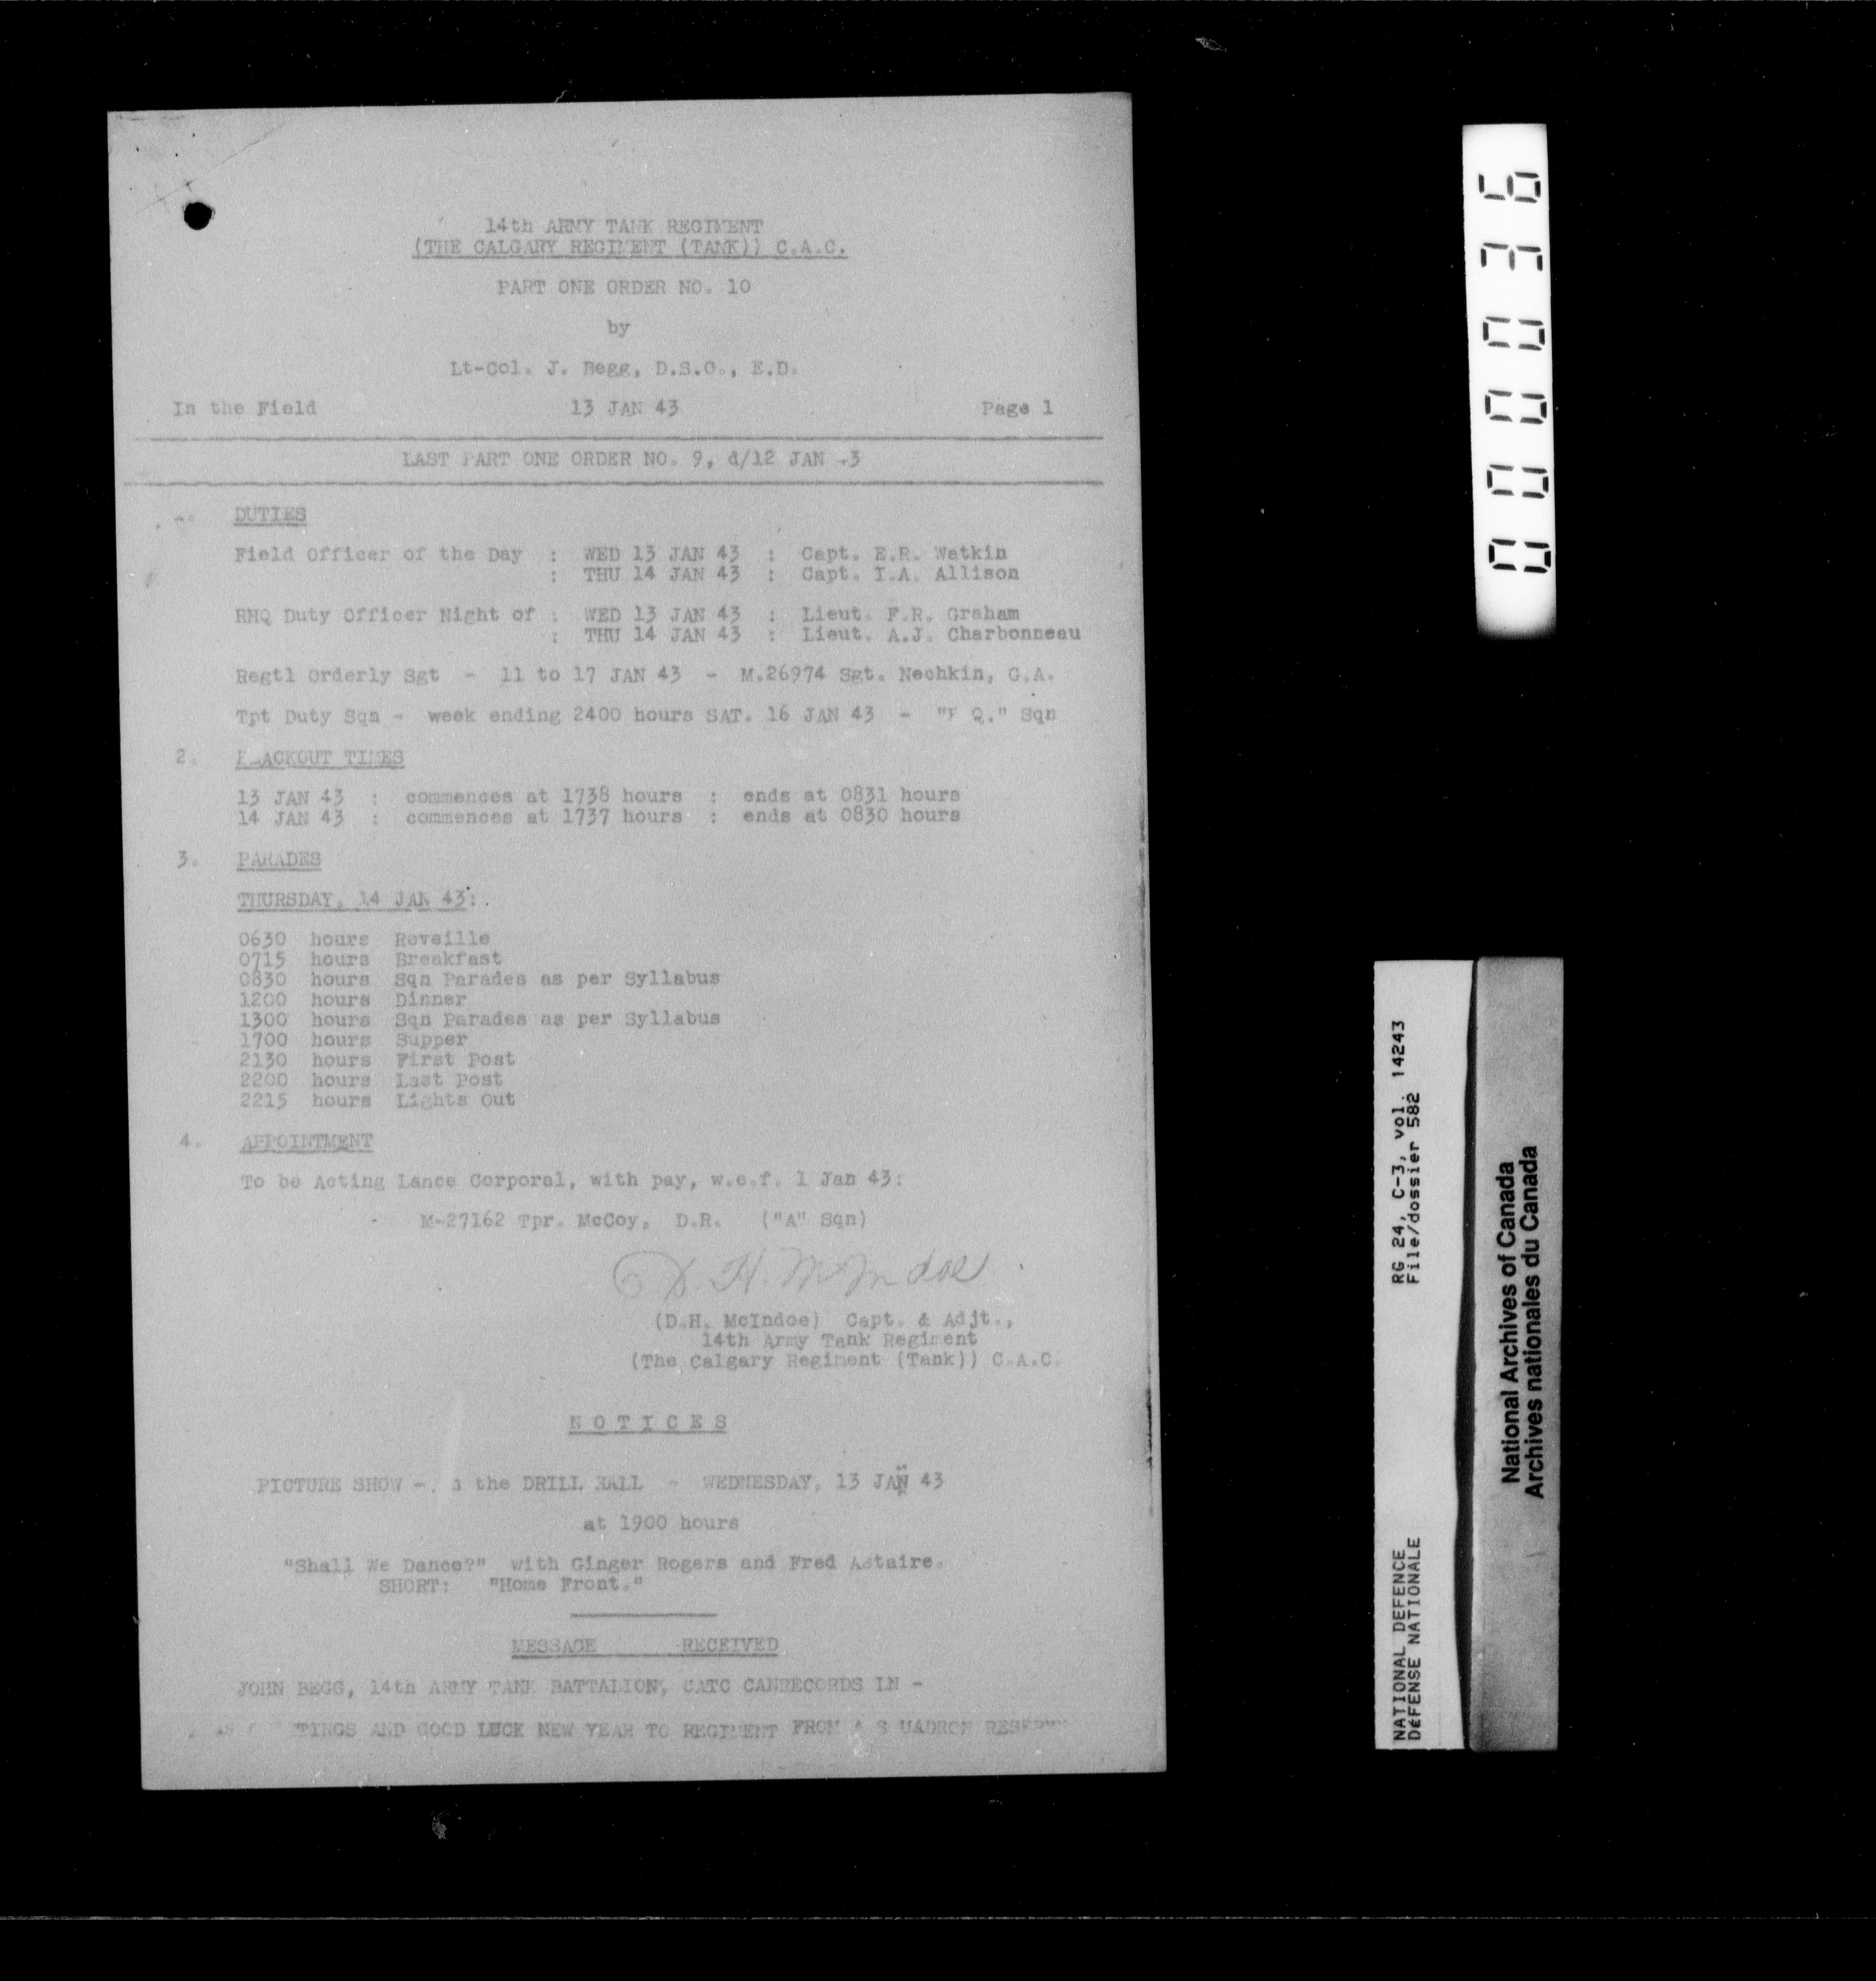 14th ARMY TANK REGIMENT
(THE CALGARY REGIMENT (TANK)) C.A.C.
PART ONE ORDER NO. 10
by
Lt-Col. J. Begg, D.S.O., E.D.
In the Field 13 JAN 43 Page 1
LAST PART ONE ORDER NO. 9, d/12 JAN -3
DUTIES
Field Officer of the Day : WED 13 JAN 43 : Capt. E.R. Watkin
: THU 14 JAN 43 : Capt. I.A. Allison
RHQ Duty Officer Night of : WED 13 JAN 43 : Lieut. F.R. Graham
: THU 14 JAN 43 : Lieut. A.J. Charbonneau
Regtl Orderly Sgt - 11 to 17 JAN 43 - M.26974 Sgt. Nechkin, G.A.
Tpt Duty Sqn - week ending 2400 hours SAT. 16 JAN 43 - Sqn
2. BLACKOUT TIMES
13 JAN 43 : commences at 1738 hours : ends at 0831 hours
14 JAN 43 : commences at 1737 hours : ends at 0830 hours
3. PARADES
THURSDAY, 14 JAN 43:
0630 hours Reveille
0715 hours Breakfast
0830 hours Sqn Parades as per Syllabus
1200 hours Dinner
1300 hours Sqn Parades as per Syllabus
1700 hours Supper
2130 hours First Post
2200 hours Last Post
2215 hours Lights Out
4. APPOINTMENT
To be Acting Lance Corporal, with pay, w.e.f. 1 Jan 43:
M-27162 Tpr. McCoy, D.R. ("A" Sqn)
D. H. McIndoe
(D.H. McIndoe) Capt. & Adjt.,
14th Army Tank Regiment
(The Calgary Regiment (Tank)) C.A.C.
NOTICES
PICTURE SHOW - the DRILL HALL - WEDNESDAY, 13 JAN 43
at 1900 hours
"Shall We Dance?" with Ginger Rogers and Fred Astaire.
SHORT: "Home Front."
MESSAGE RECEIVED
JOHN BEGG, 14th ARMY TANK BATTALION, CATC CANRECORDS LN -
AND GOOD LUCK NEW YEAR TO REGIMENT FROM A SQUADRON
000036
RG 24, C-3, vol. 14243
File/dossier 582
NATIONAL DEFENCE
DÉFENSE NATIONALE
National Archives of Canada
Archives nationales du Canada